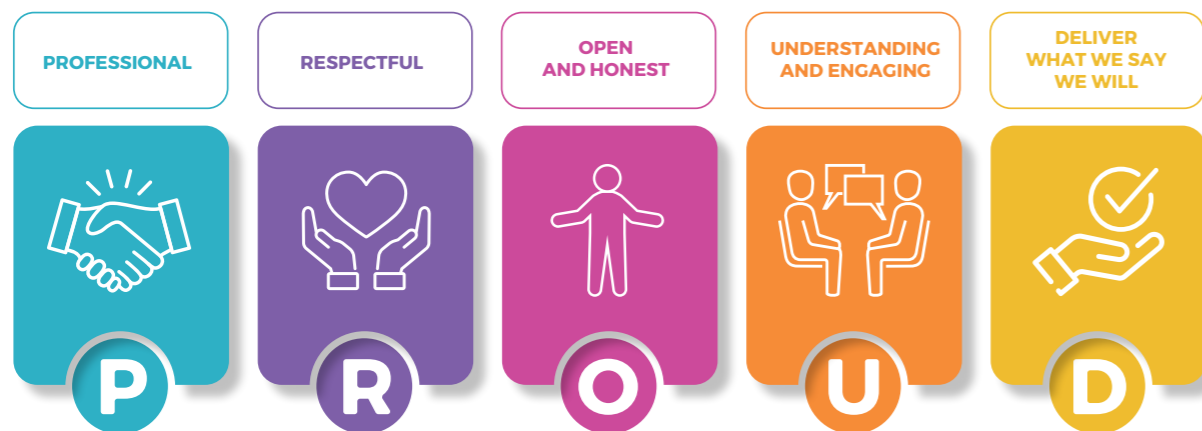 PROFESSIONAL
RESPECTFUL
OPEN
AND HONEST
UNDERSTANDING
AND ENGAGING
DELIVER
WHAT WE SAY
WE WILL
P
R
O
U
D